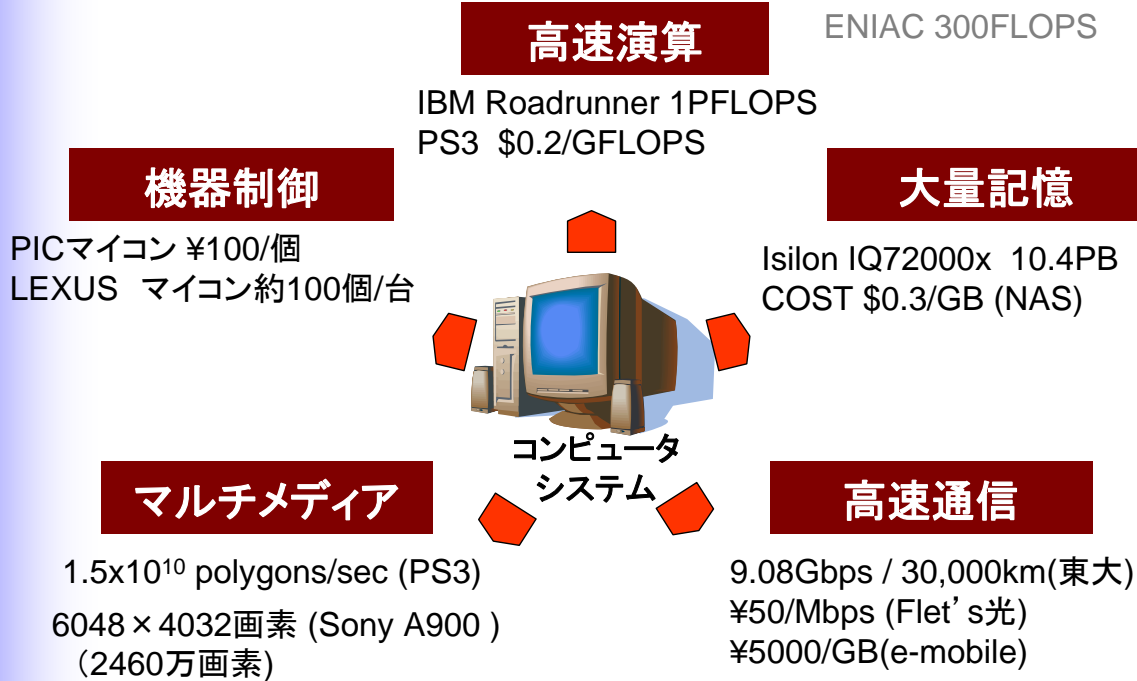 ENIAC 300FLOPS
高速演算
IBM Roadrunner 1PFLOPS
PS3 $0.2/GFLOPS
機器制御
PICマイコン ¥100/個
LEXUS マイコン約100個/台
大量記憶
Isilon IQ72000x 10.4PB
COST $0.3/GB (NAS)
コンピュータ
システム
マルチメディア
1.5x10¹⁰ polygons/sec (PS3)
6048×4032画素 (Sony A900 )
（2460万画素)
高速通信
9.08Gbps / 30,000km(東大)
¥50/Mbps (Flet’s光)
¥5000/GB(e-mobile)